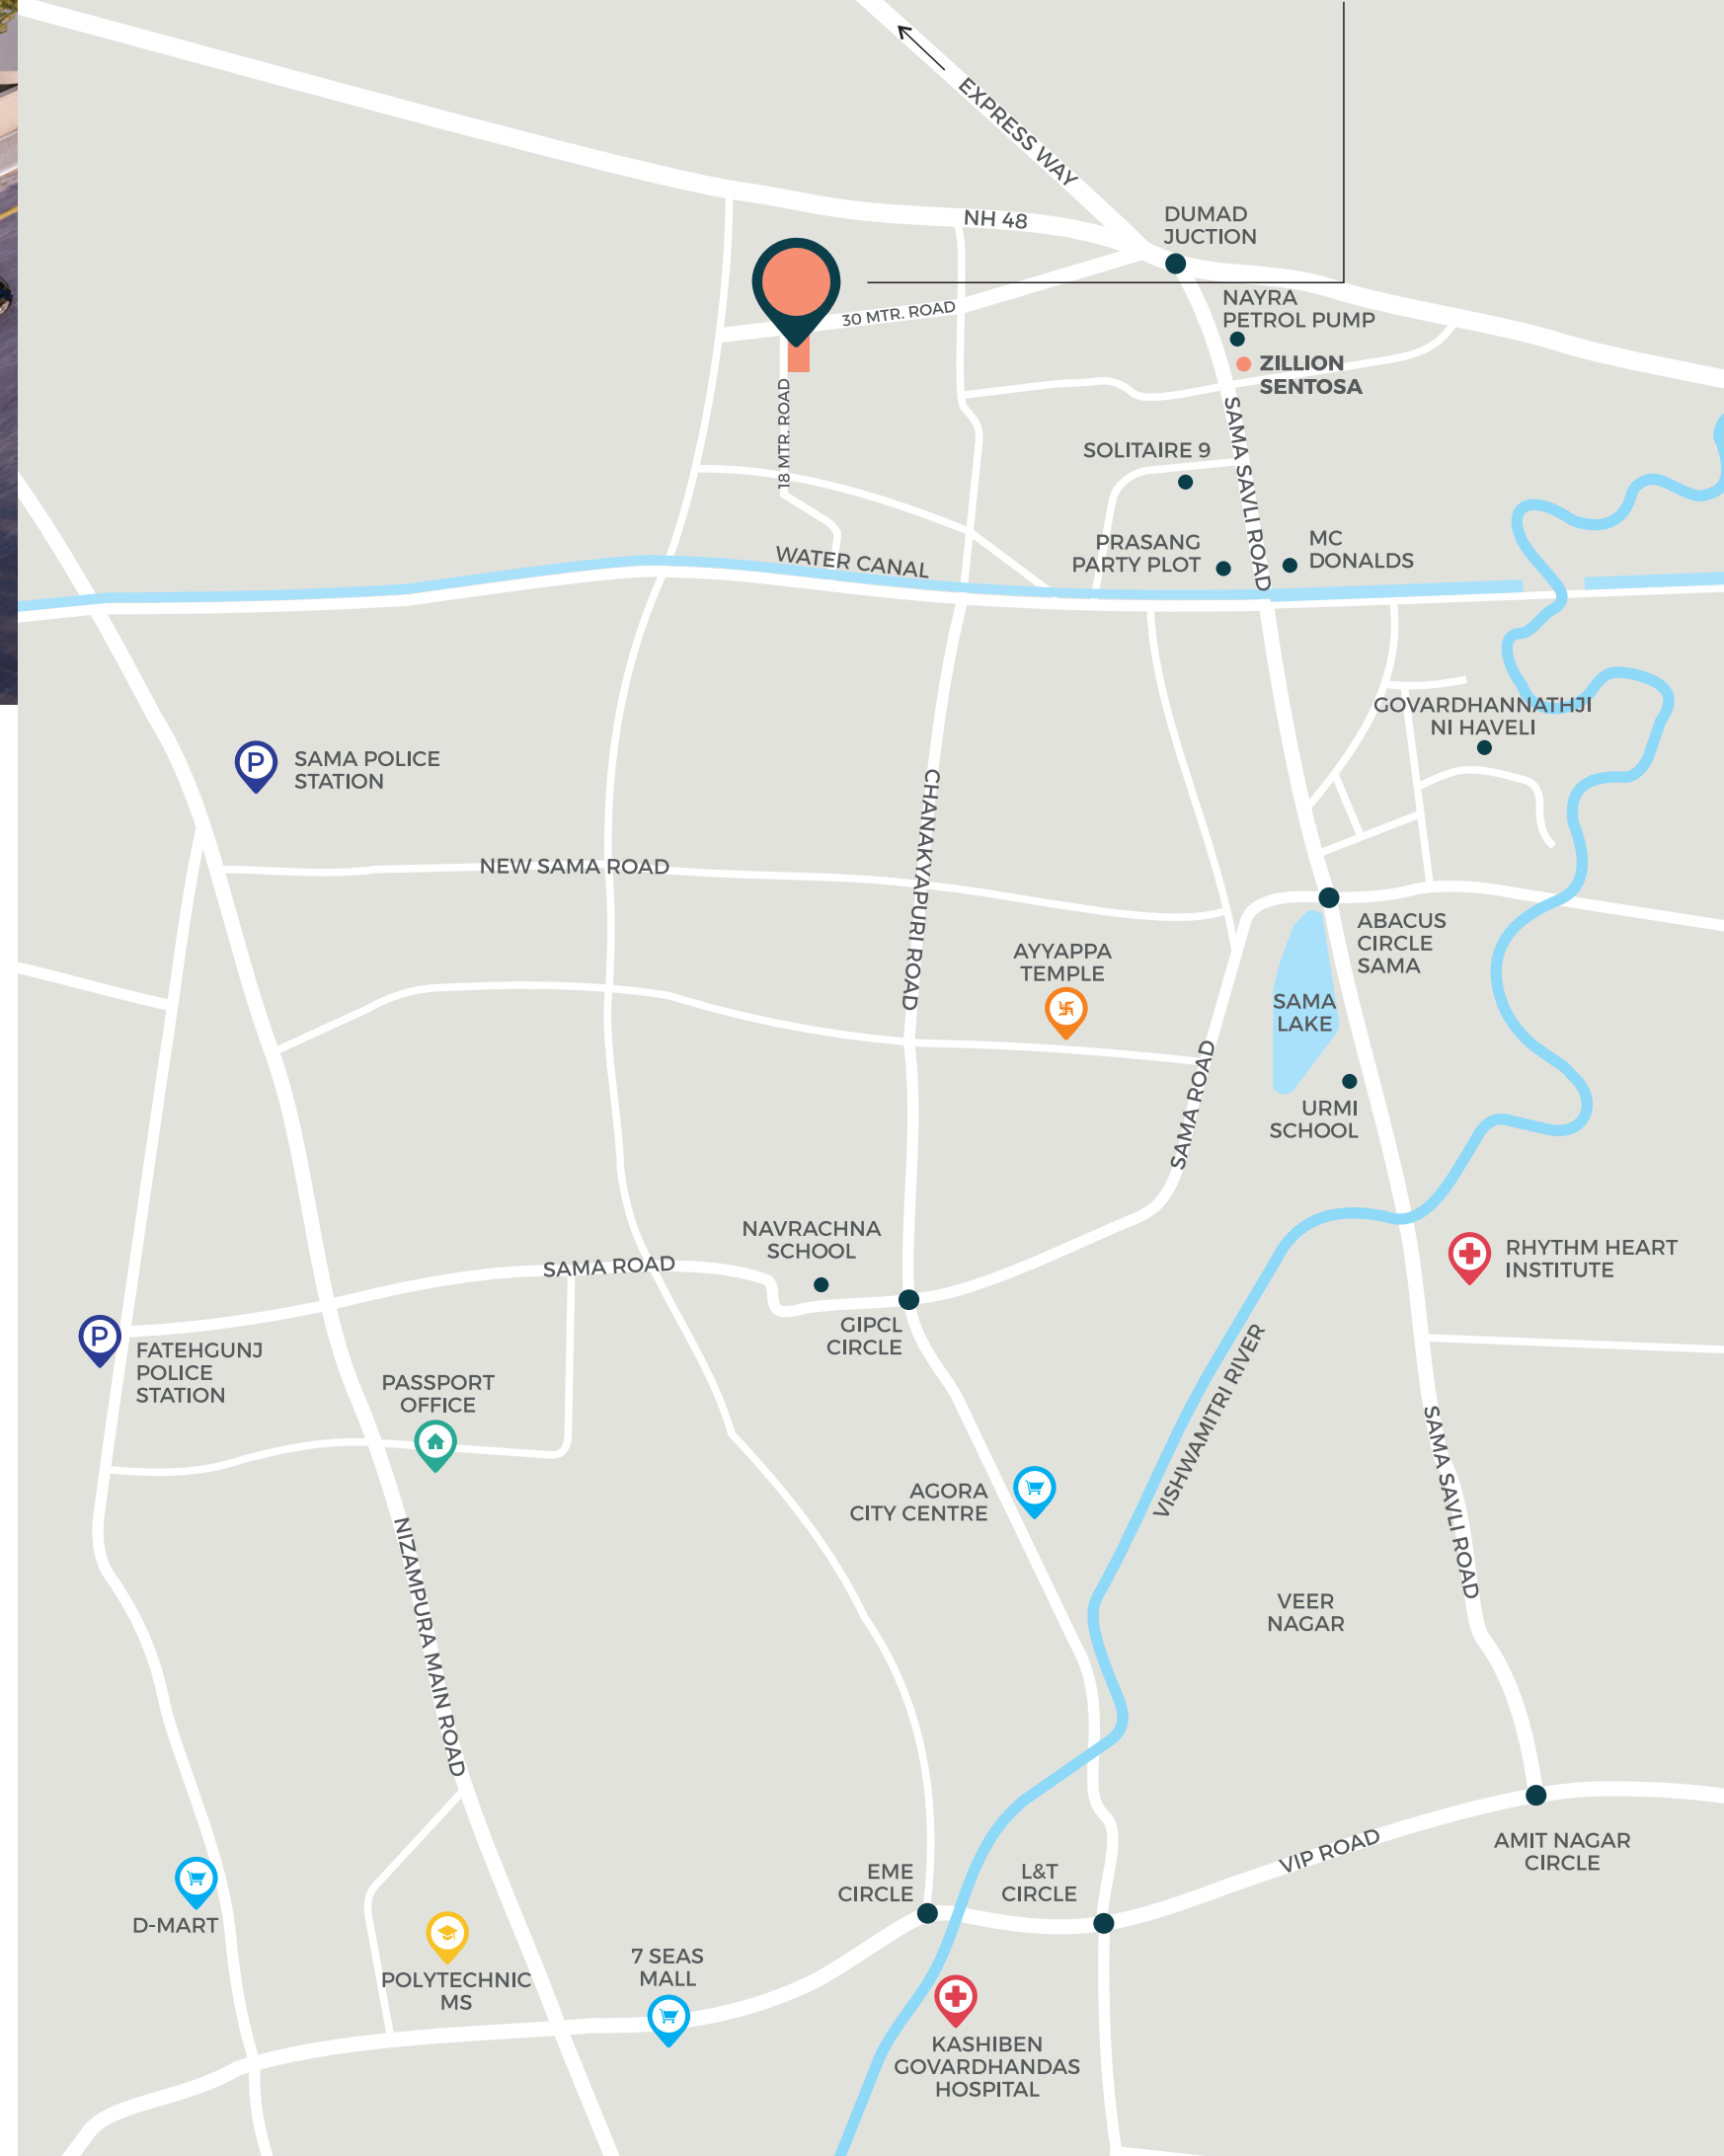 EXPRESS WAY
NH 48
DUMAD
JUCTION
NAYRA
PETROL PUMP
30 MTR. ROAD
ZILLION
SENTOSA
18 MTR. ROAD
SAMA SAVLI ROAD
SOLITAIRE 9
PRASANG
PARTY PLOT
MC
DONALDS
WATER CANAL
GOVARDHANNATHJI
NI HAVELI
P
SAMA POLICE
STATION
CHANAKYAPURI ROAD
NEW SAMA ROAD
ABACUS
CIRCLE
SAMA
AYYAPPA
TEMPLE
SAMA
LAKE
SAMA ROAD
URMI
SCHOOL
NAVRACHNA
SCHOOL
SAMA ROAD
RHYTHM HEART
INSTITUTE
GIPCL
CIRCLE
P
FATEHGUNJ
POLICE
STATION
VISHWAMITRI RIVER
PASSPORT
OFFICE
SAMA SAVLI ROAD
AGORA
CITY CENTRE
NIZAMPURA MAIN ROAD
VEER
NAGAR
VIP ROAD
AMIT NAGAR
CIRCLE
EME
CIRCLE
L&T
CIRCLE
D-MART
POLYTECHNIC
MS
7 SEAS
MALL
KASHIBEN
GOVARDHANDAS
HOSPITAL